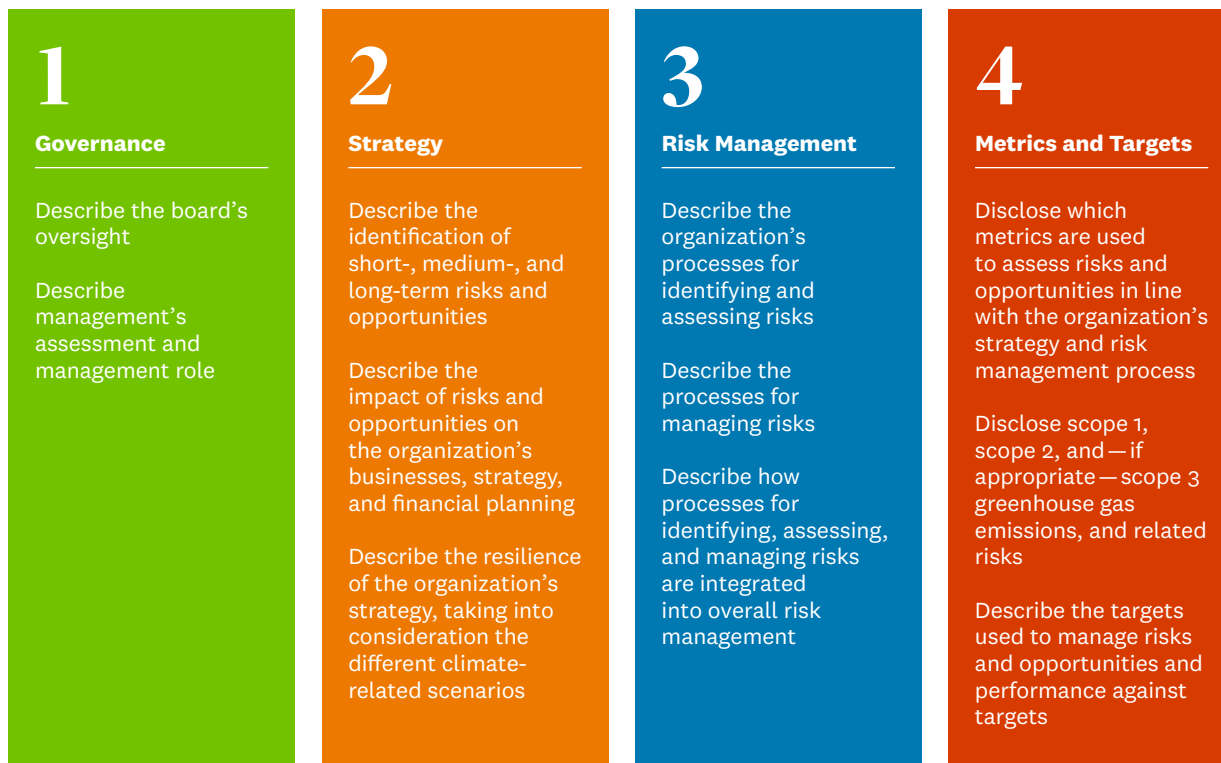 1
Governance
Describe the board’s
oversight
Describe
management’s
assessment and
management role
2
Strategy
Describe the
identification of
short-, medium-, and
long-term risks and
opportunities
Describe the
impact of risks and
opportunities on
the organization’s
businesses, strategy,
and financial planning
Describe the resilience
of the organization’s
strategy, taking into
consideration the
different climate-
related scenarios
3
Risk Management
Describe the
organization’s
processes for
identifying and
assessing risks
Describe the
processes for
managing risks
Describe how
processes for
identifying, assessing,
and managing risks
are integrated
into overall risk
management
4
Metrics and Targets
Disclose which
metrics are used
to assess risks and
opportunities in line
with the organization’s
strategy and risk
management process
Disclose scope 1,
scope 2, and — if
appropriate — scope 3
greenhouse gas
emissions, and related
risks
Describe the targets
used to manage risks
and opportunities and
performance against
targets